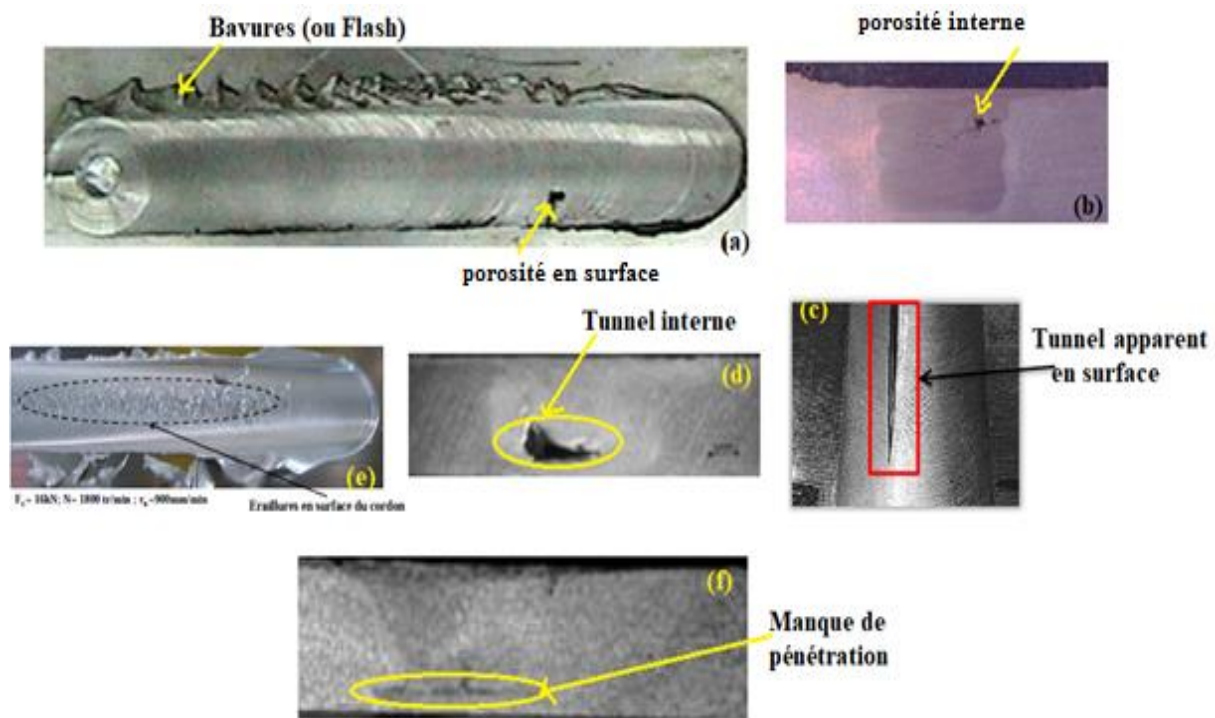 Bavures (ou Flash)
porosité interne
(a)
(b)
porosité en surface
Tunnel interne
(c)
Tunnel apparent
en surface
(d)
(e)
Eraillures en surface du cordon
(f)
Manque de
pénétration